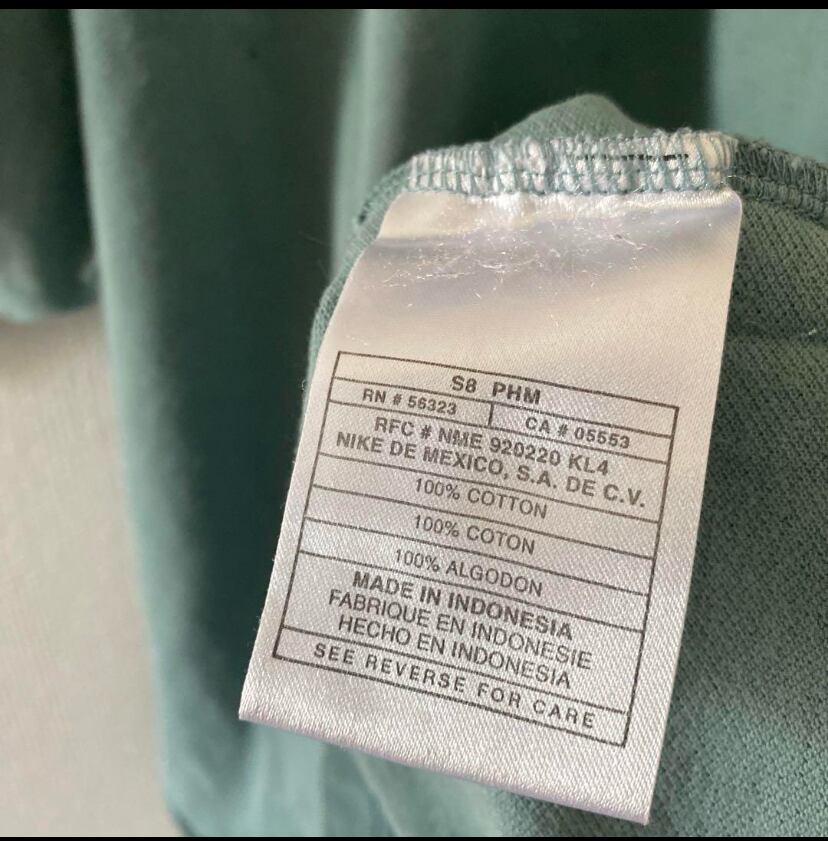 S8 PHM
RN # 56323 CA # 05553
RFC # NME 920220 KL4
NIKE DE MEXICO, S.A. DE C.V.
100% COTTON
100% COTON
100% ALGODON
MADE IN INDONESIA
FABRIQUE EN INDONESIE
HECHO EN INDONESIA
SEE REVERSE FOR CARE